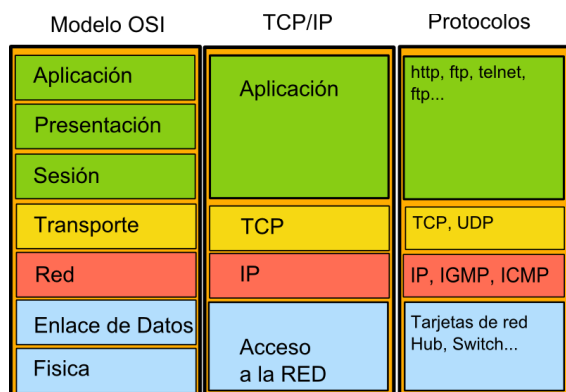 Modelo OSI
TCP/IP
Protocolos
Aplicación
Presentación
Sesión
Transporte
Red
Enlace de Datos
Fisica
Aplicación
TCP
IP
Acceso
a la RED
http, ftp, telnet,
ftp...
TCP, UDP
IP, IGMP, ICMP
Tarjetas de red
Hub, Switch...